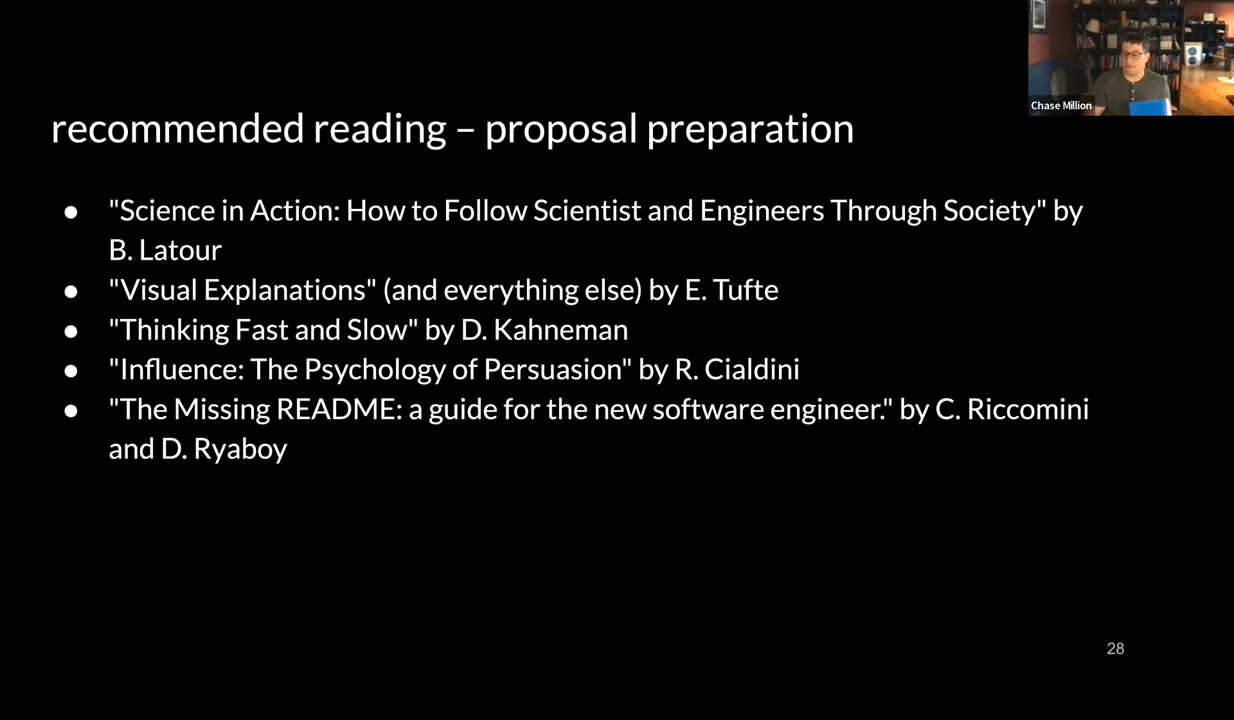 Chase Million
recommended reading – proposal preparation
● "Science in Action: How to Follow Scientist and Engineers Through Society" by
B. Latour
● "Visual Explanations" (and everything else) by E. Tufte
● "Thinking Fast and Slow" by D. Kahneman
● "Influence: The Psychology of Persuasion" by R. Cialdini
● "The Missing README: a guide for the new software engineer." by C. Riccomini
and D. Ryaboy
28